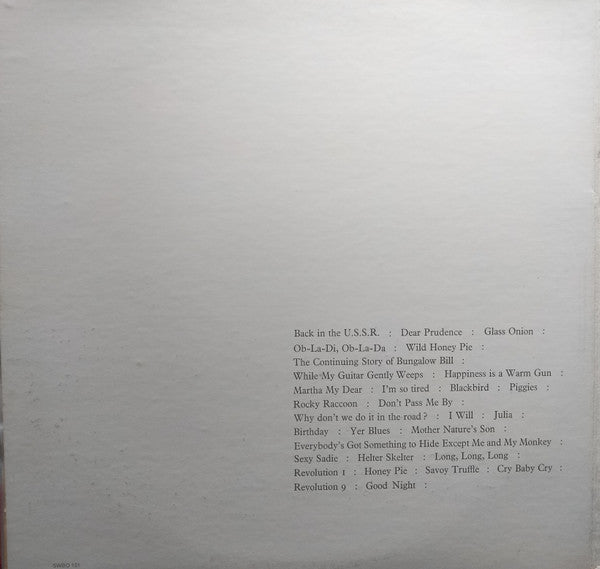 Back in the U.S.S.R. : Dear Prudence : Glass Onion :
Ob-La-Di, Ob-La-Da : Wild Honey Pie :
The Continuing Story of Bungalow Bill :
While My Guitar Gently Weeps : Happiness is a Warm Gun :
Martha My Dear : I'm so tired : Blackbird : Piggies :
Rocky Raccoon : Don't Pass Me By :
Why don't we do it in the road? : I Will : Julia :
Birthday : Yer Blues : Mother Nature's Son :
Everybody's Got Something to Hide Except Me and My Monkey :
Sexy Sadie : Helter Skelter : Long, Long, Long :
Revolution 1 : Honey Pie : Savoy Truffle : Cry Baby Cry :
Revolution 9 : Good Night :
SWBO 101